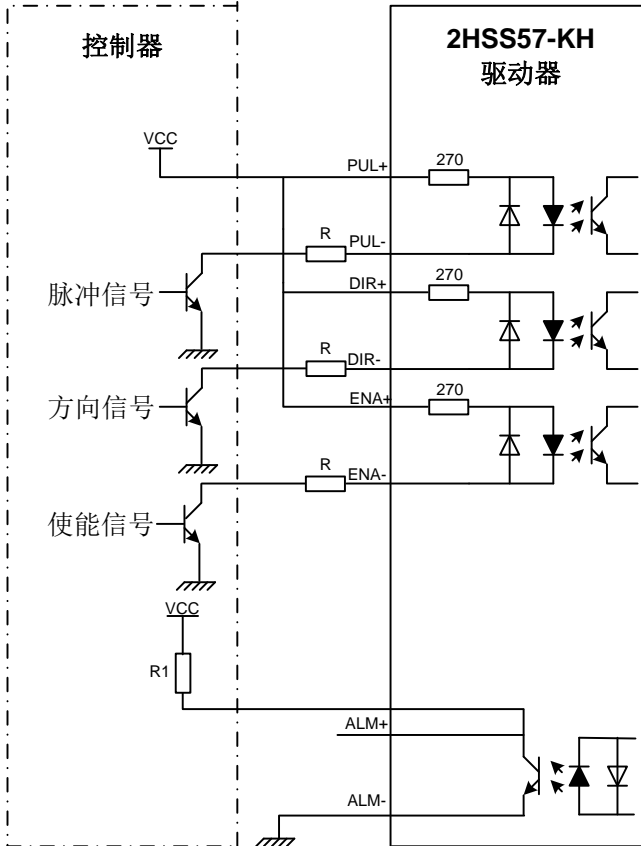 控制器
2HSS57-KH
驱动器
VCC
PUL+
270
R
PUL-
脉冲信号
DIR+
270
R
DIR-
方向信号
ENA+
270
R
ENA-
使能信号
VCC
R1
ALM+
ALM-